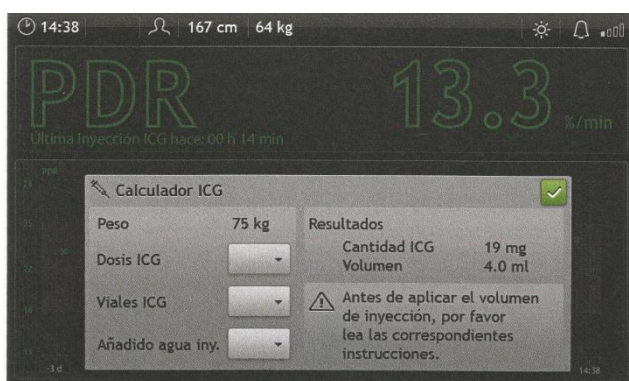 14:38 167 cm 64 kg
PDR 13.3 %/min
Última inyección ICG hace: 00 h 14 min
PDR
Calculador ICG
Peso 75 kg
Dosis ICG
Viales ICG
Añadido agua iny.
Resultados
Cantidad ICG 19 mg
Volumen 4.0 ml
Antes de aplicar el volumen
de inyección, por favor
lea las correspondientes
instrucciones.
-1 d 14:38